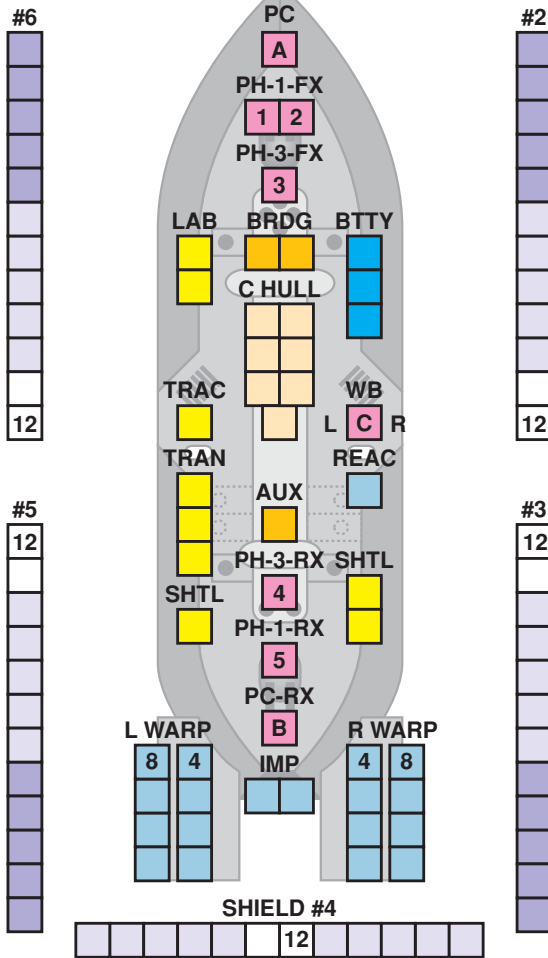 PC
#6 #2
A
PH-1-FX
1 2
PH-3-FX
3
LAB BRDG BTTY
C HULL
TRAC WB
12 L C R 12
TRAN REAC
AUX
#5 #3
12 12
PH-3-RX SHTL
4
SHTL
PH-1-RX
5
PC-RX
B
L WARP R WARP
8 4 IMP 4 8
SHIELD #4
12